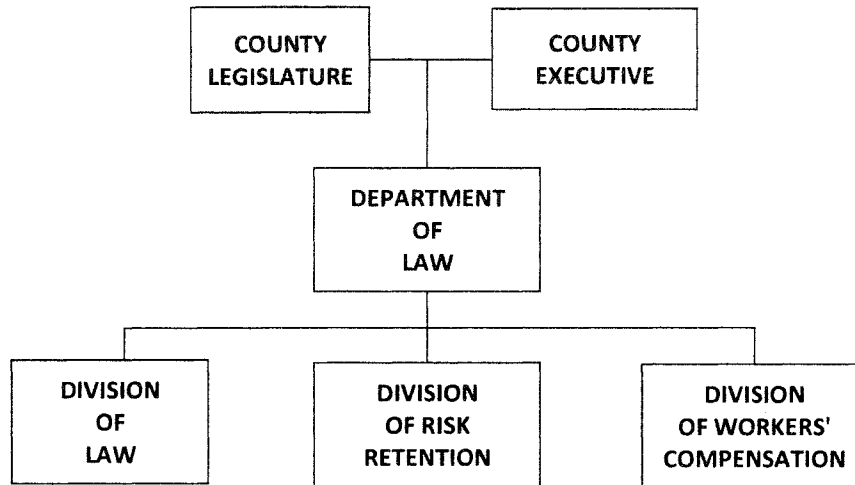 COUNTY
LEGISLATURE
COUNTY
EXECUTIVE
DEPARTMENT
OF
LAW
DIVISION
OF
LAW
DIVISION
OF RISK
RETENTION
DIVISION
OF WORKERS'
COMPENSATION